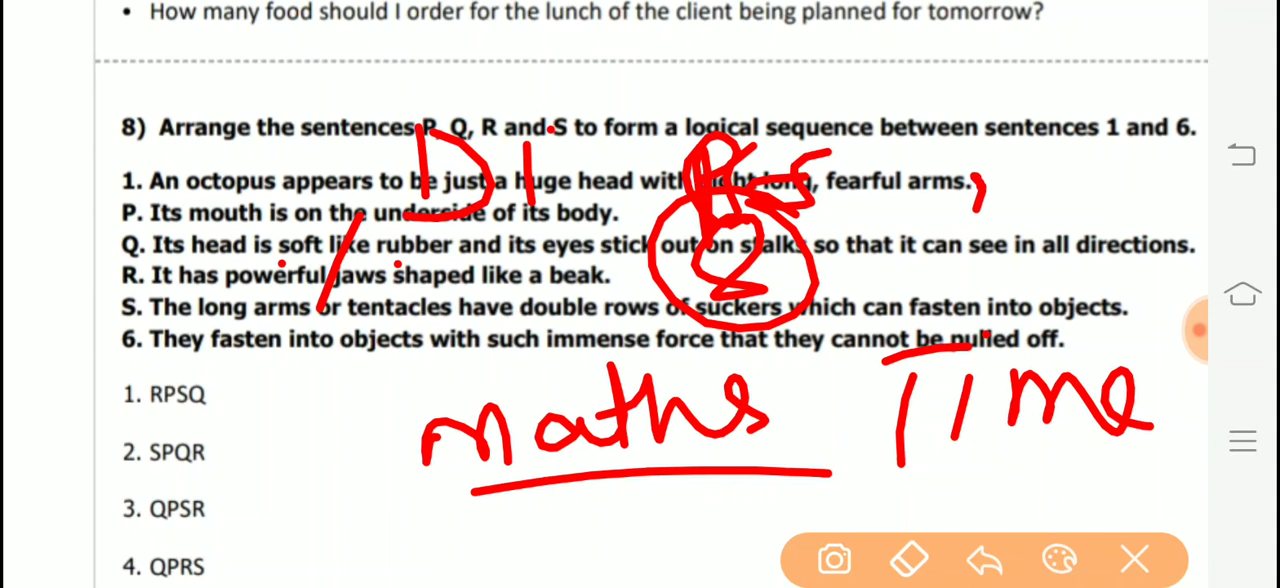 • How many food should I order for the lunch of the client being planned for tomorrow?
8) Arrange the sentences P, Q, R and S to form a logical sequence between sentences 1 and 6.
1. An octopus appears to be just a huge head with eight long, fearful arms.
P. Its mouth is on the underside of its body.
Q. Its head is soft like rubber and its eyes stick out on stalks so that it can see in all directions.
R. It has powerful jaws shaped like a beak.
S. The long arms or tentacles have double rows of suckers which can fasten into objects.
6. They fasten into objects with such immense force that they cannot be pulled off.
DI
maths Time
1. RPSQ
2. SPQR
3. QPSR
4. QPRS